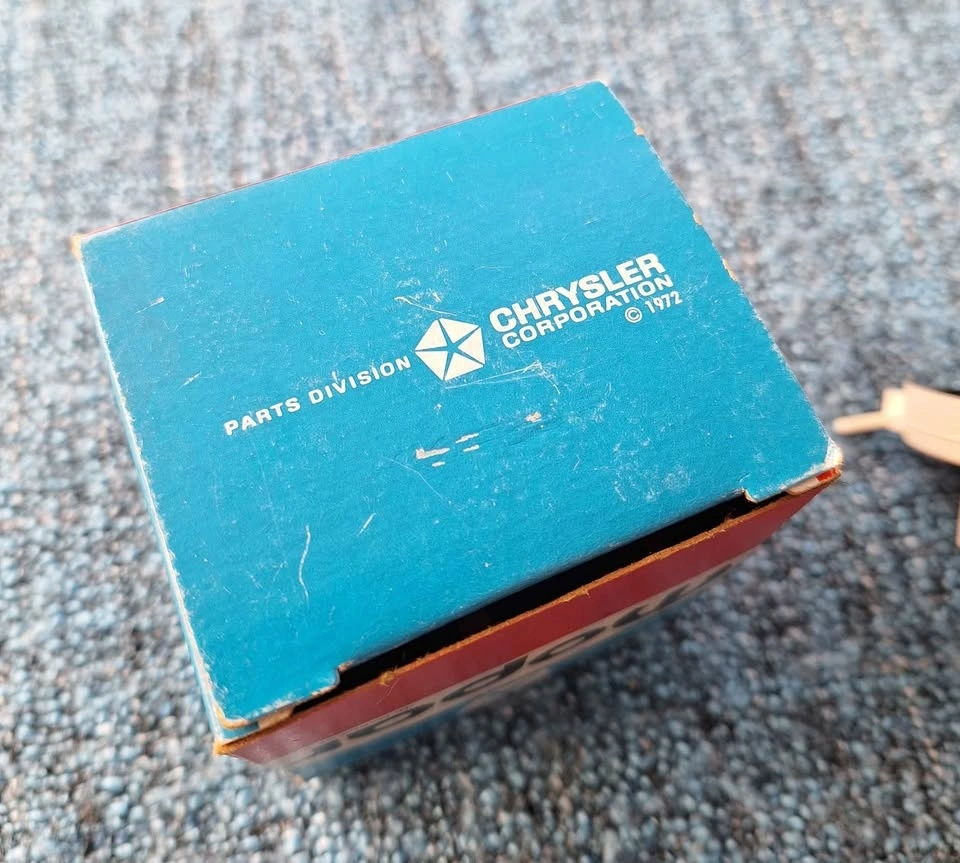 PARTS DIVISION
CHRYSLER
CORPORATION
© 1972